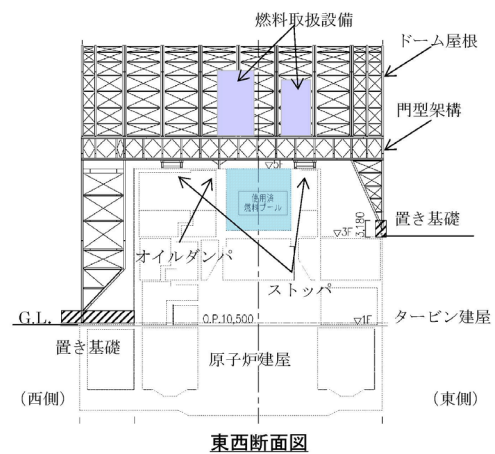 燃料取扱設備
ドーム屋根
門型架構
▽5F
使用済
燃料プール
置き基礎
3,180
▽3F
オイルダンパ
ストッパ
G.L.
O.P.10,500
▽1F
タービン建屋
置き基礎
原子炉建屋
（西側）
（東側）
東西断面図